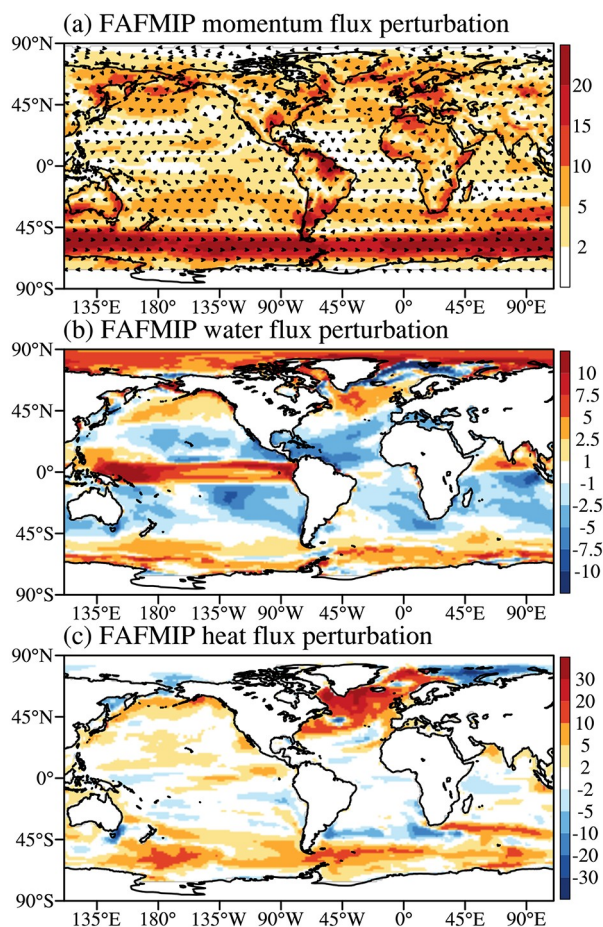 (a) FAFMIP momentum flux perturbation
90°N
45°N
0°
45°S
90°S
135°E 180° 135°W 90°W 45°W 0° 45°E 90°E
20
15
10
5
2
(b) FAFMIP water flux perturbation
90°N
45°N
0°
45°S
90°S
135°E 180° 135°W 90°W 45°W 0° 45°E 90°E
10
7.5
5
2.5
1
-1
-2.5
-5
-7.5
-10
(c) FAFMIP heat flux perturbation
90°N
45°N
0°
45°S
90°S
135°E 180° 135°W 90°W 45°W 0° 45°E 90°E
30
20
10
5
2
-2
-5
-10
-20
-30